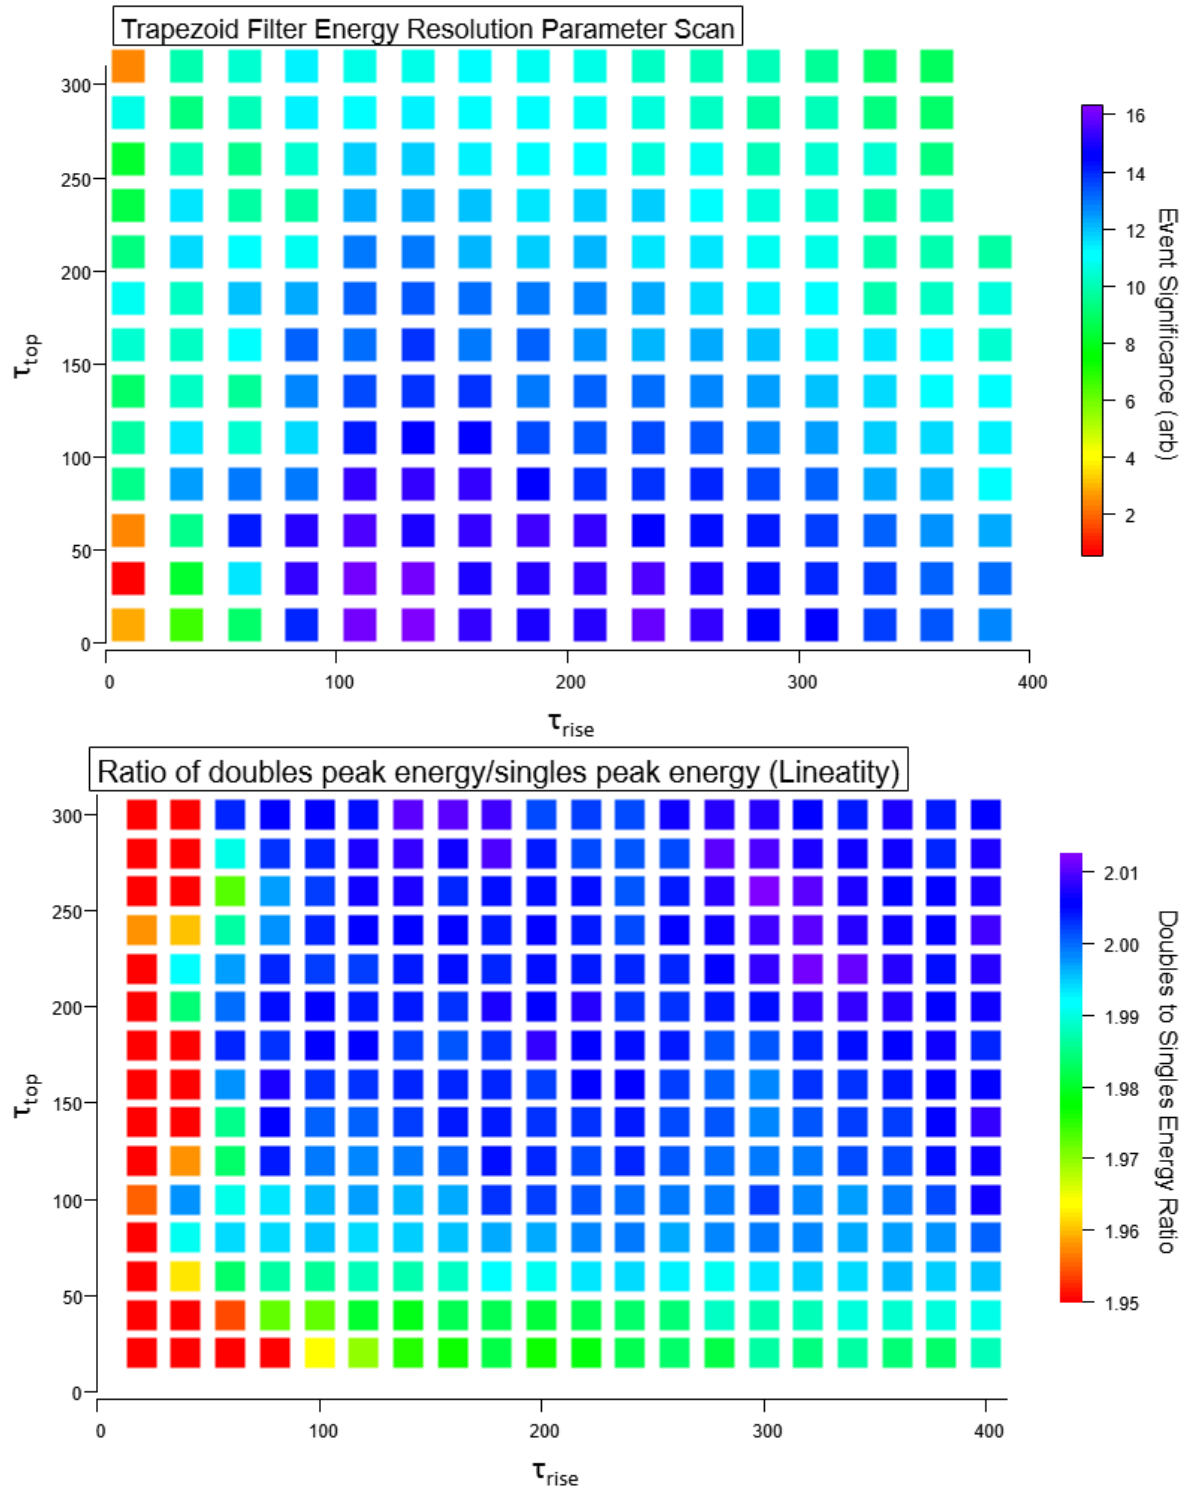 Trapezoid Filter Energy Resolution Parameter Scan
300
250
200
150
100
50
0
τtop
0 100 200 300 400
τrise
16
14
12
10
8
6
4
2
Event Significance (arb)
Ratio of doubles peak energy/singles peak energy (Lineatity)
300
250
200
150
100
50
0
τtop
0 100 200 300 400
τrise
2.01
2.00
1.99
1.98
1.97
1.96
1.95
Doubles to Singles Energy Ratio